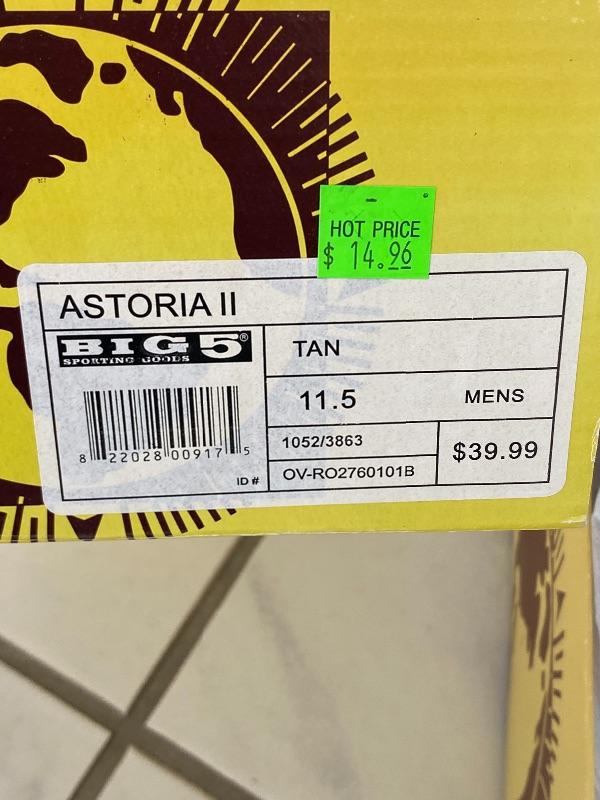 HOT PRICE
$ 14.96
ASTORIA II
BIG 5®
SPORTING GOODS
TAN
11.5 MENS
8 22028 00917 5
1052/3863
$39.99
ID # OV-RO2760101B